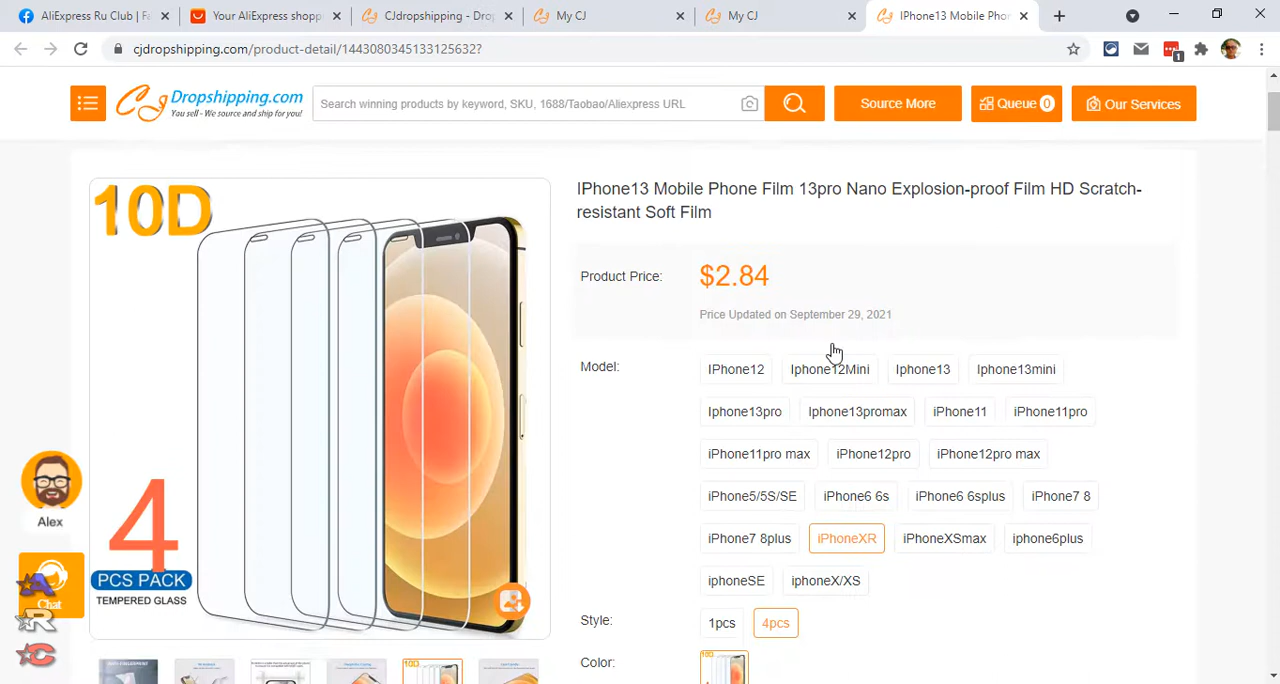 AliExpress Ru Club | Fa
Your AliExpress shopp
CJdropshipping - Drop
My CJ
My CJ
IPhone13 Mobile Phon
cjdropshipping.com/product-detail/1443080345133125632?
1
CJ Dropshipping.com
You sell - We source and ship for you!
Search winning products by keyword, SKU, 1688/Taobao/Aliexpress URL
Source More
Queue 0
Our Services
10D
4
PCS PACK
TEMPERED GLASS
IPhone13 Mobile Phone Film 13pro Nano Explosion-proof Film HD Scratch-
resistant Soft Film
Product Price:
$2.84
Price Updated on September 29, 2021
Model:
IPhone12
Iphone12Mini
Iphone13
Iphone13mini
Iphone13pro
Iphone13promax
iPhone11
iPhone11pro
iPhone11pro max
iPhone12pro
iPhone12pro max
iPhone5/5S/SE
iPhone6 6s
iPhone6 6splus
iPhone7 8
iPhone7 8plus
iPhoneXR
iPhoneXSmax
iphone6plus
iphoneSE
iphoneX/XS
Style:
1pcs
4pcs
Color:
Alex
Chat
A
R
C